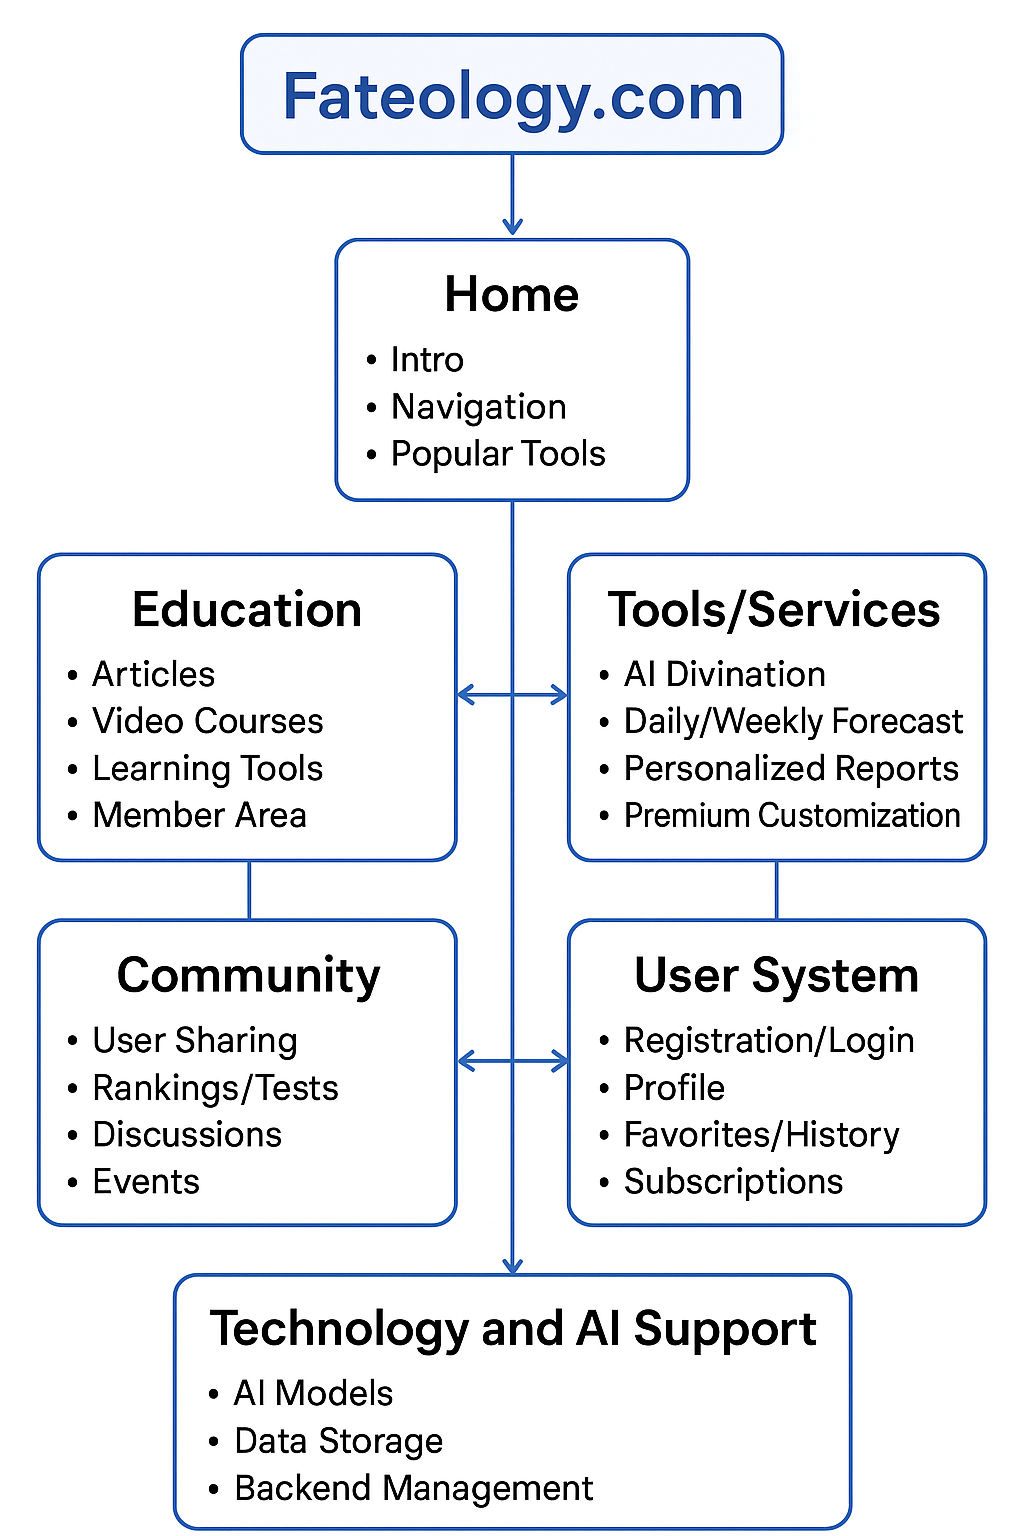 Fateology.com
Home
• Intro
• Navigation
• Popular Tools
Education
• Articles
• Video Courses
• Learning Tools
• Member Area
Tools/Services
• AI Divination
• Daily/Weekly Forecast
• Personalized Reports
• Premium Customization
Community
• User Sharing
• Rankings/Tests
• Discussions
• Events
User System
• Registration/Login
• Profile
• Favorites/History
• Subscriptions
Technology and AI Support
• AI Models
• Data Storage
• Backend Management